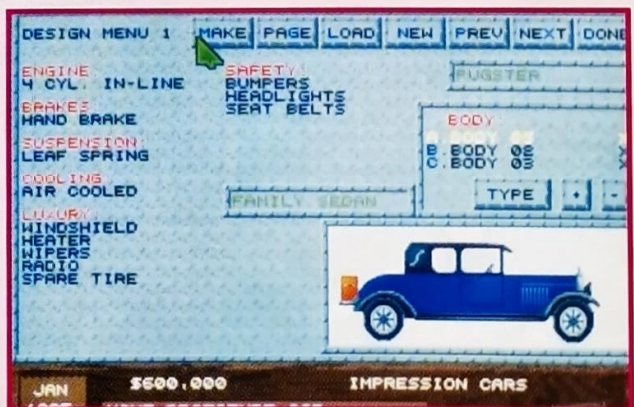 DESIGN MENU 1 MAKE PAGE LOAD NEW PREV NEXT DONE
ENGINE
4 CYL. IN-LINE
BRAKES
HAND BRAKE
SUSPENSION:
LEAF SPRING
COOLING
AIR COOLED
LUXURY:
WINDSHIELD
HEATER
WIPERS
RADIO
SPARE TIRE
SAFETY:
BUMPERS
HEADLIGHTS
SEAT BELTS
RUGSTER
BODY
B.BODY 02
C.BODY 03
TYPE + -
FAMILY SEDAN
JAN $600,000 IMPRESSION CARS